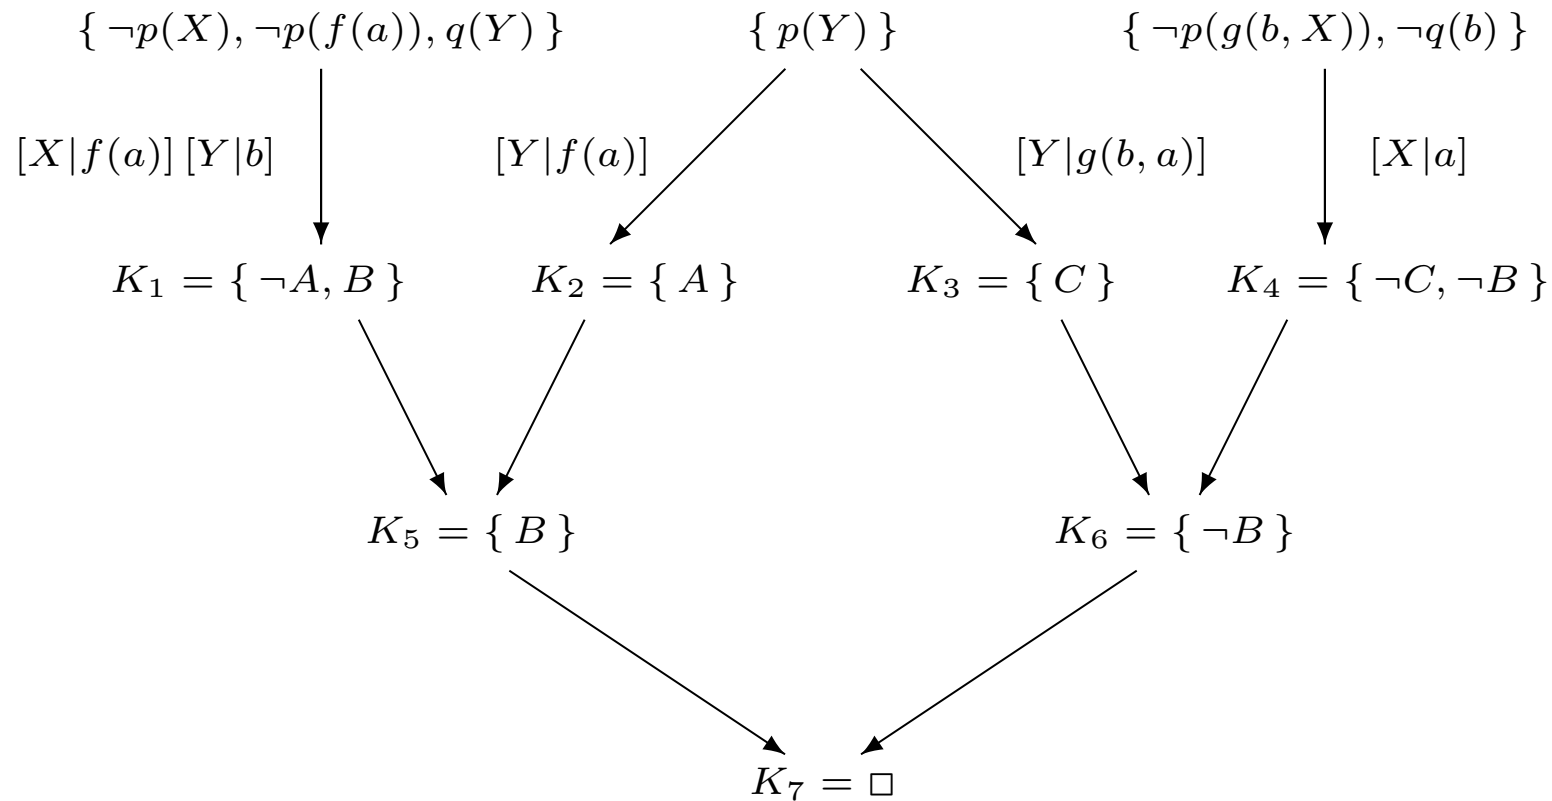 { ¬p(X), ¬p(f(a)), q(Y) } { p(Y) } { ¬p(g(b, X)), ¬q(b) }
[X|f(a)] [Y|b] [Y|f(a)] [Y|g(b, a)] [X|a]
K₁ = { ¬A, B } K₂ = { A } K₃ = { C } K₄ = { ¬C, ¬B }
K₅ = { B } K₆ = { ¬B }
K₇ = □